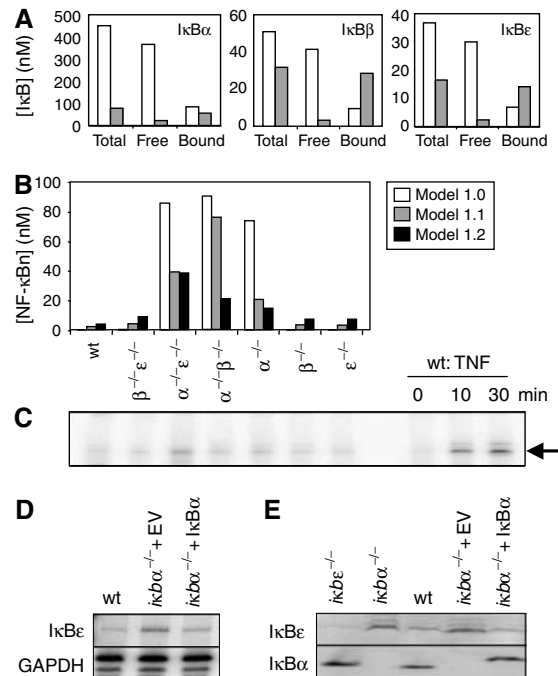 A
[IκB] (nM)
500
400
300
200
100
0
IκBα
Total Free Bound
60
40
20
0
IκBβ
Total Free Bound
40
30
20
10
0
IκBε
Total Free Bound
B
[NF-κBn] (nM)
100
80
60
40
20
0
Model 1.0
Model 1.1
Model 1.2
wt
β–/–ε–/–
α–/–ε–/–
α–/–β–/–
α–/–
β–/–
ε–/–
wt: TNF
0 10 30 min
C
D
wt
iκbα–/– + EV
iκbα–/– + IκBα
IκBε
GAPDH
E
iκbε–/–
iκbα–/–
wt
iκbα–/– + EV
iκbα–/– + IκBα
IκBε
IκBα